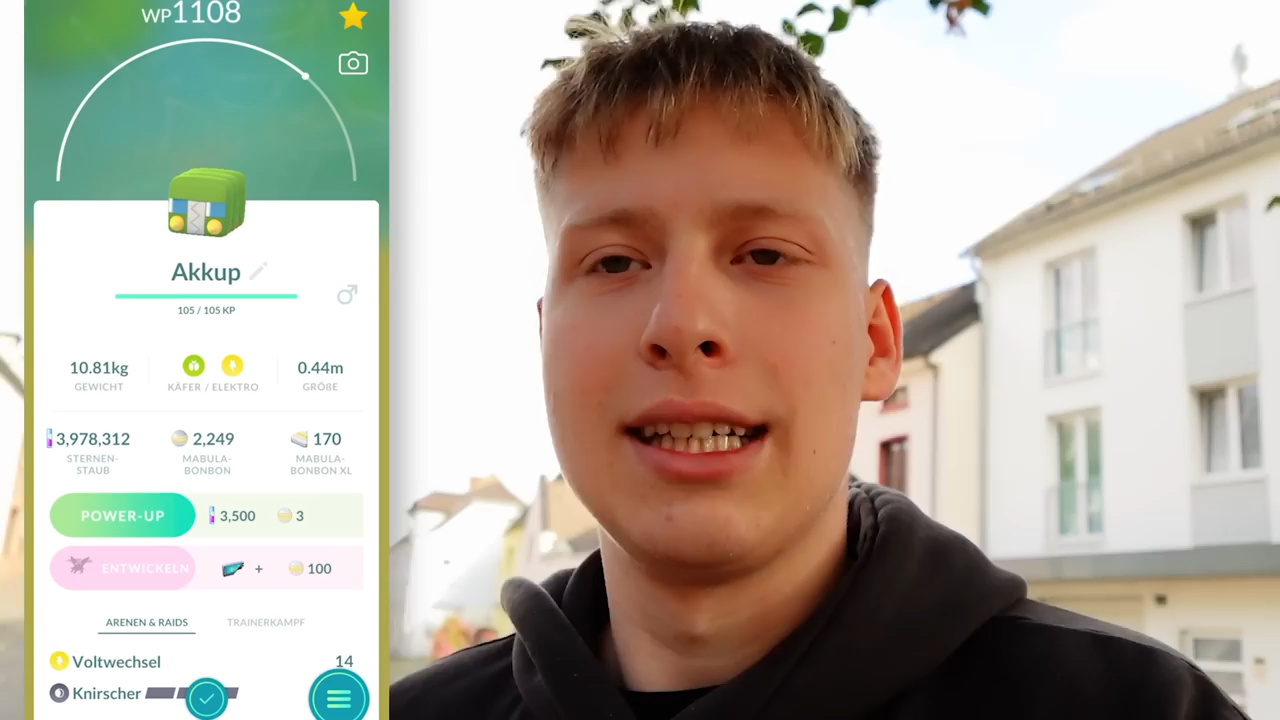 WP1108
Akkup
105 / 105 KP
10.81kg
GEWICHT
KÄFER / ELEKTRO
0.44m
GRÖßE
3,978,312
STERNEN-
STAUB
2,249
MABULA-
BONBON
170
MABULA-
BONBON XL
POWER-UP
3,500
3
ENTWICKELN
+
100
ARENEN & RAIDS
TRAINERKAMPF
Voltwechsel
14
Knirscher